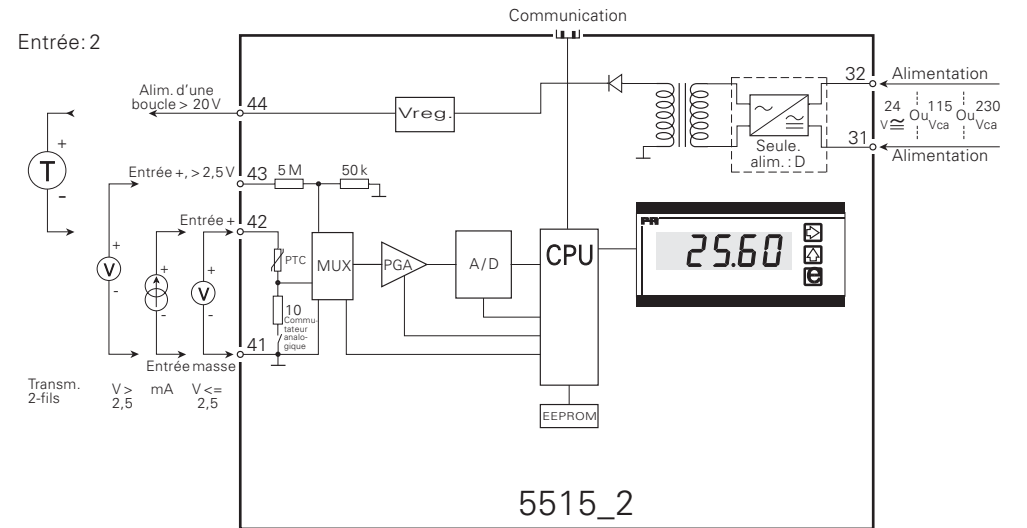 Communication
Entrée: 2
Alim. d'une
boucle > 20 V
44
Vreg.
32
Alimentation
24
V
Ou
115
Vca
Ou
230
Vca
31
Alimentation
Seule.
alim. : D
+
T
-
Entrée +, > 2,5 V
43
5 M
50 k
Entrée +
42
PTC
MUX
PGA
A/D
CPU
PR
25.60
e
+
V
-
+
-
+
V
-
10
Commu-
tateur
analo-
gique
41
Entrée masse
Transm.
2-fils
V >
2,5
mA
V <=
2,5
EEPROM
5515_2